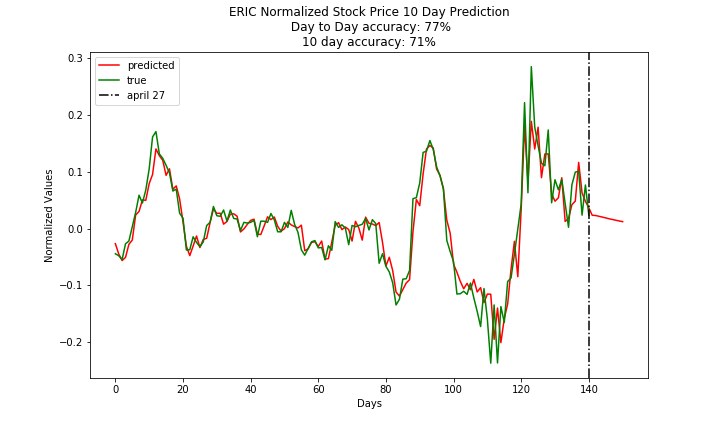 ERIC Normalized Stock Price 10 Day Prediction
Day to Day accuracy: 77%
10 day accuracy: 71%
predicted
true
april 27
Normalized Values
0.3
0.2
0.1
0.0
−0.1
−0.2
0 20 40 60 80 100 120 140
Days